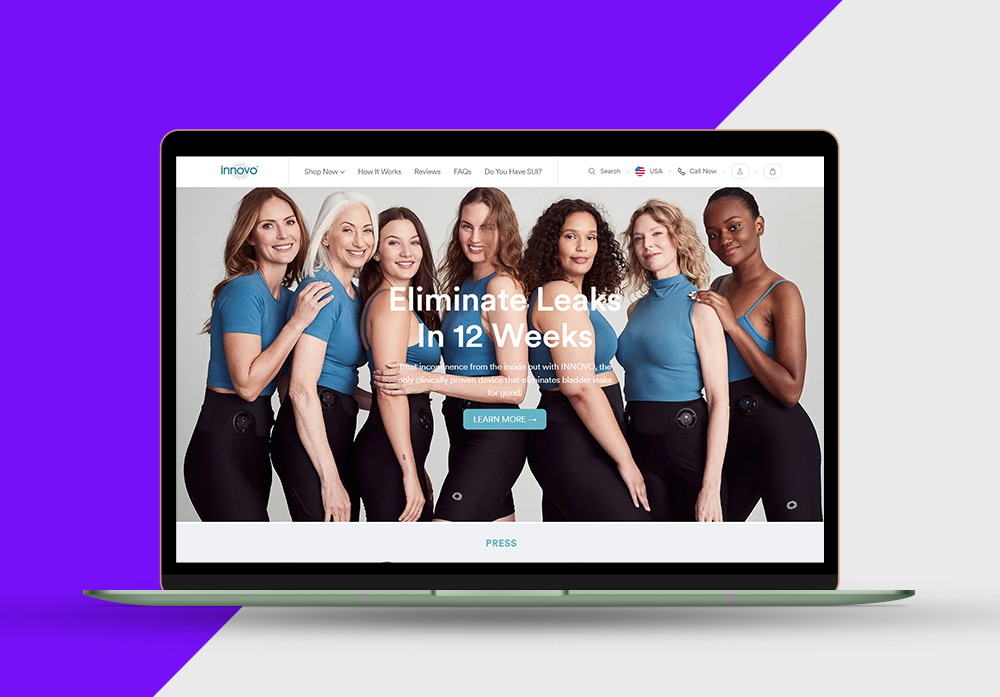 innovo
Shop Now
How It Works
Reviews
FAQs
Do You Have SUI?
Search
USA
Call Now
Eliminate Leaks
In 12 Weeks
Treat incontinence from the inside out with INNOVO, the
only clinically proven device that eliminates bladder leaks
for good.
LEARN MORE →
PRESS